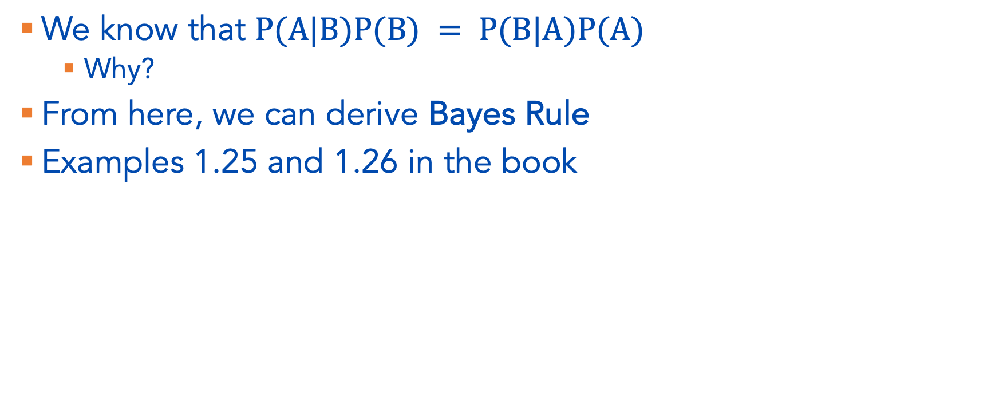 We know that P(A|B)P(B) = P(B|A)P(A)
Why?
From here, we can derive Bayes Rule
Examples 1.25 and 1.26 in the book